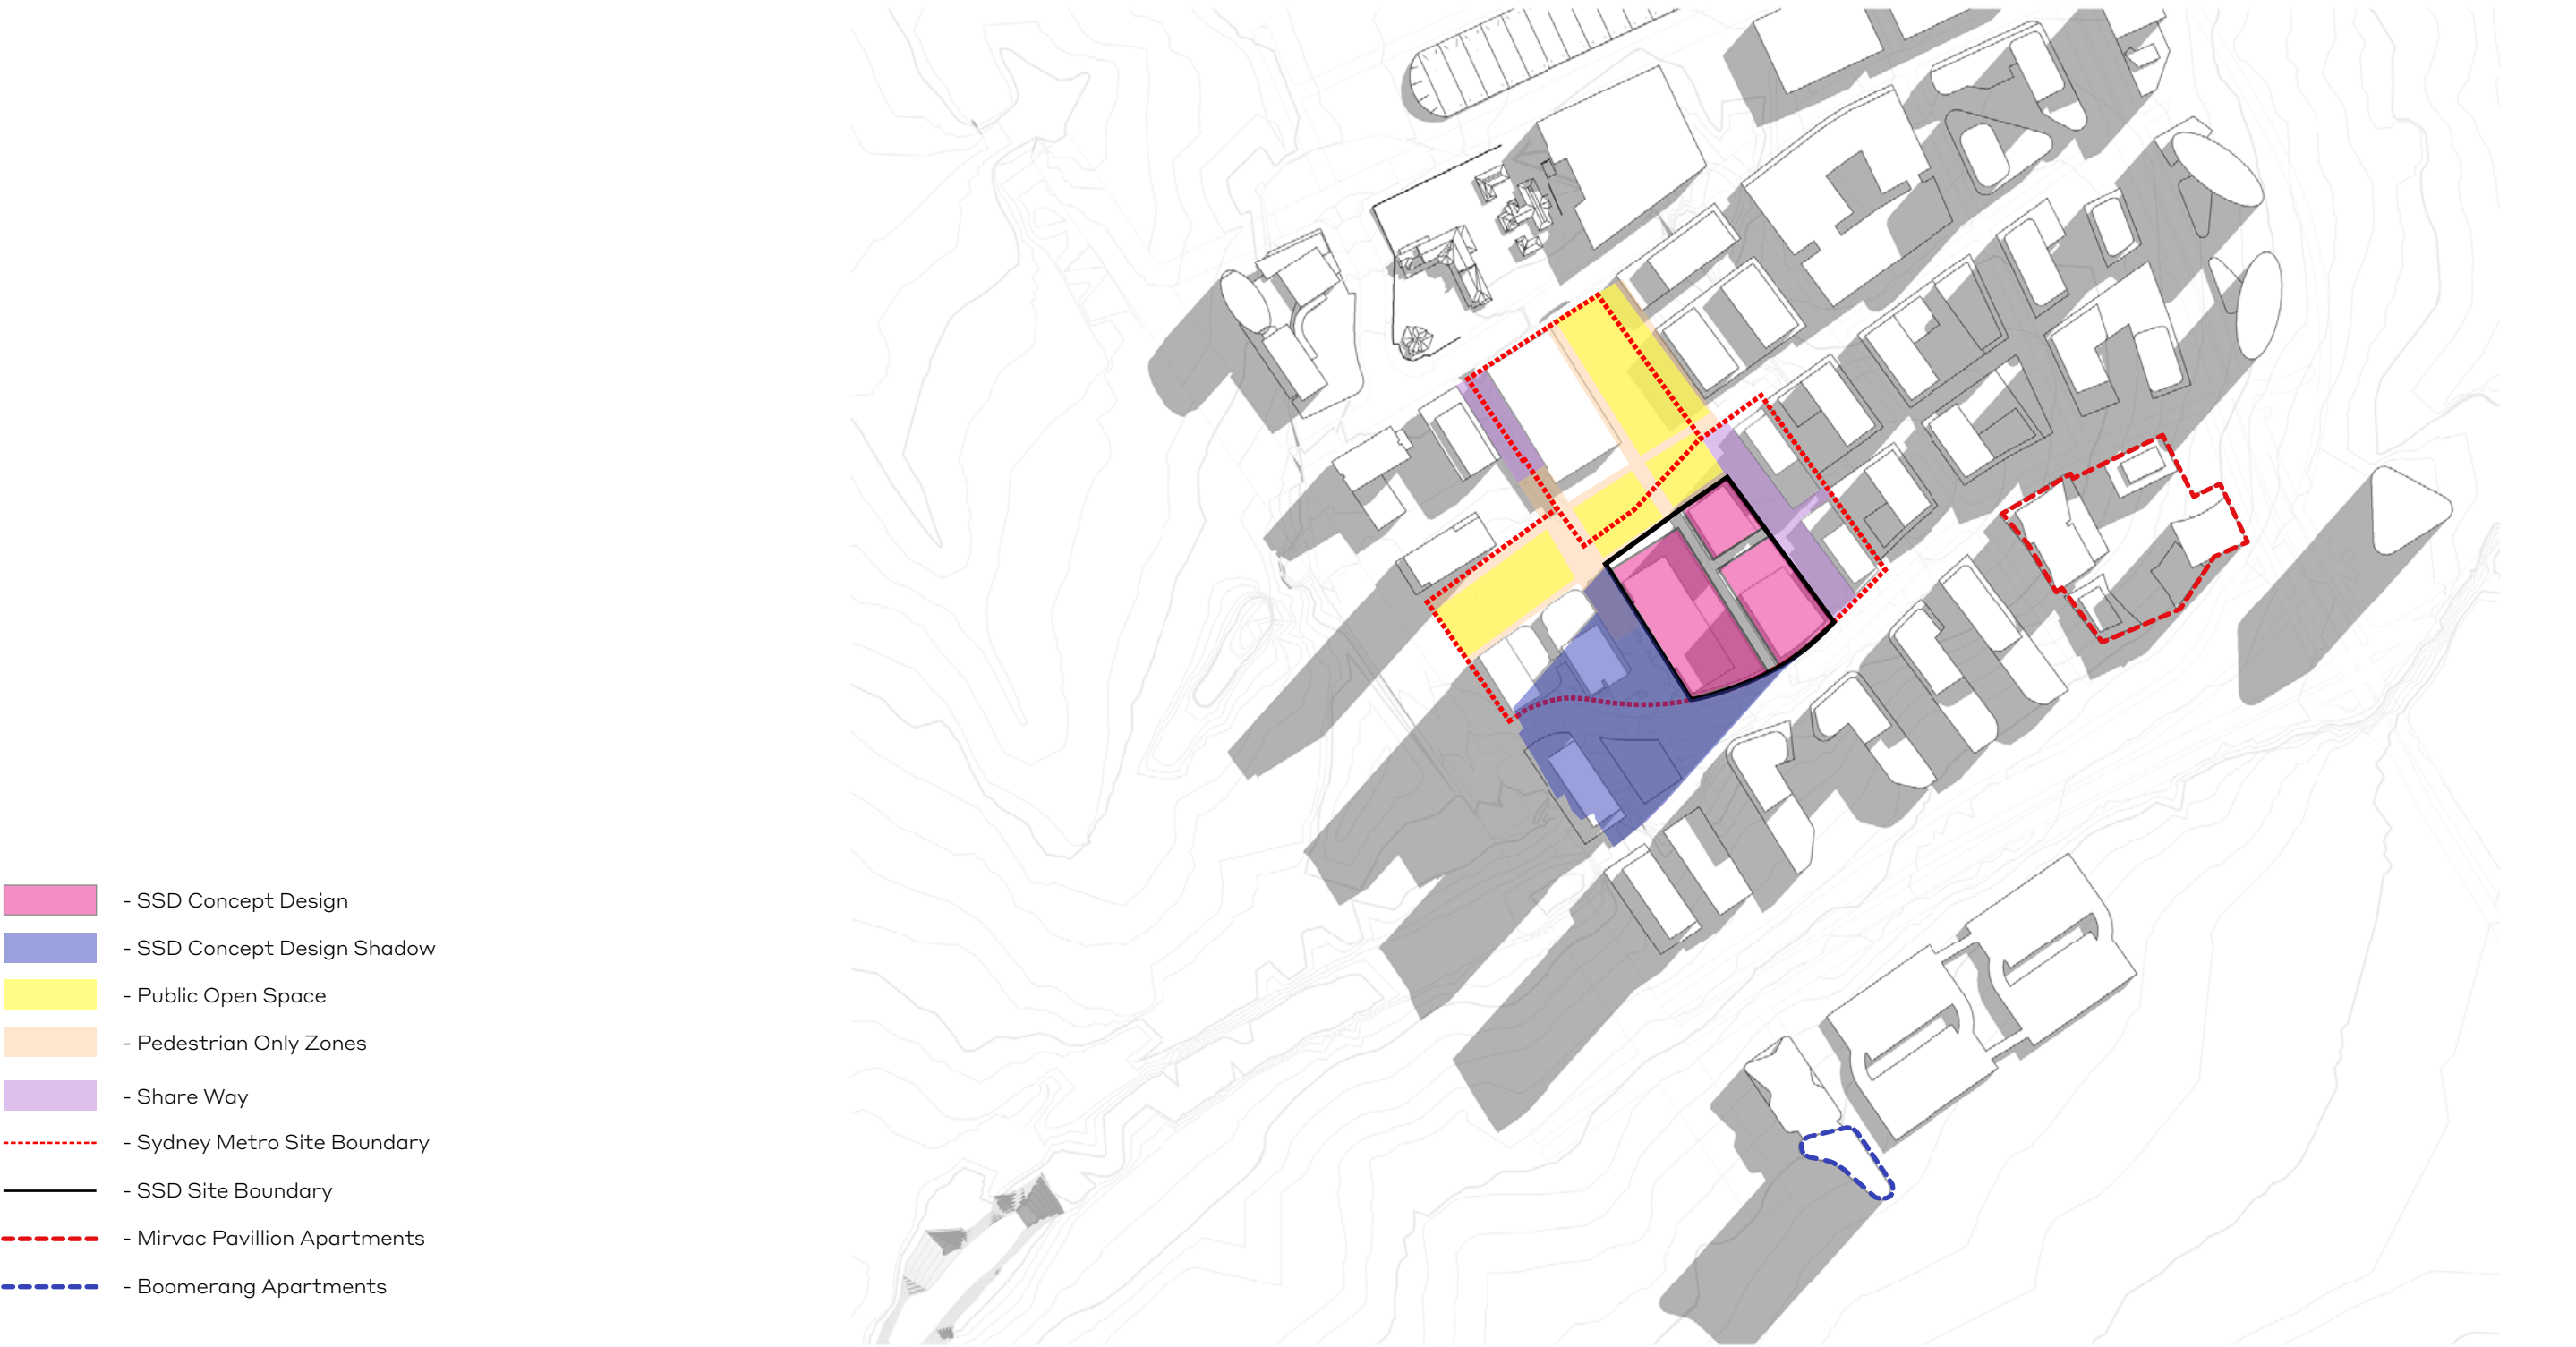 - SSD Concept Design
- SSD Concept Design Shadow
- Public Open Space
- Pedestrian Only Zones
- Share Way
- Sydney Metro Site Boundary
- SSD Site Boundary
- Mirvac Pavillion Apartments
- Boomerang Apartments